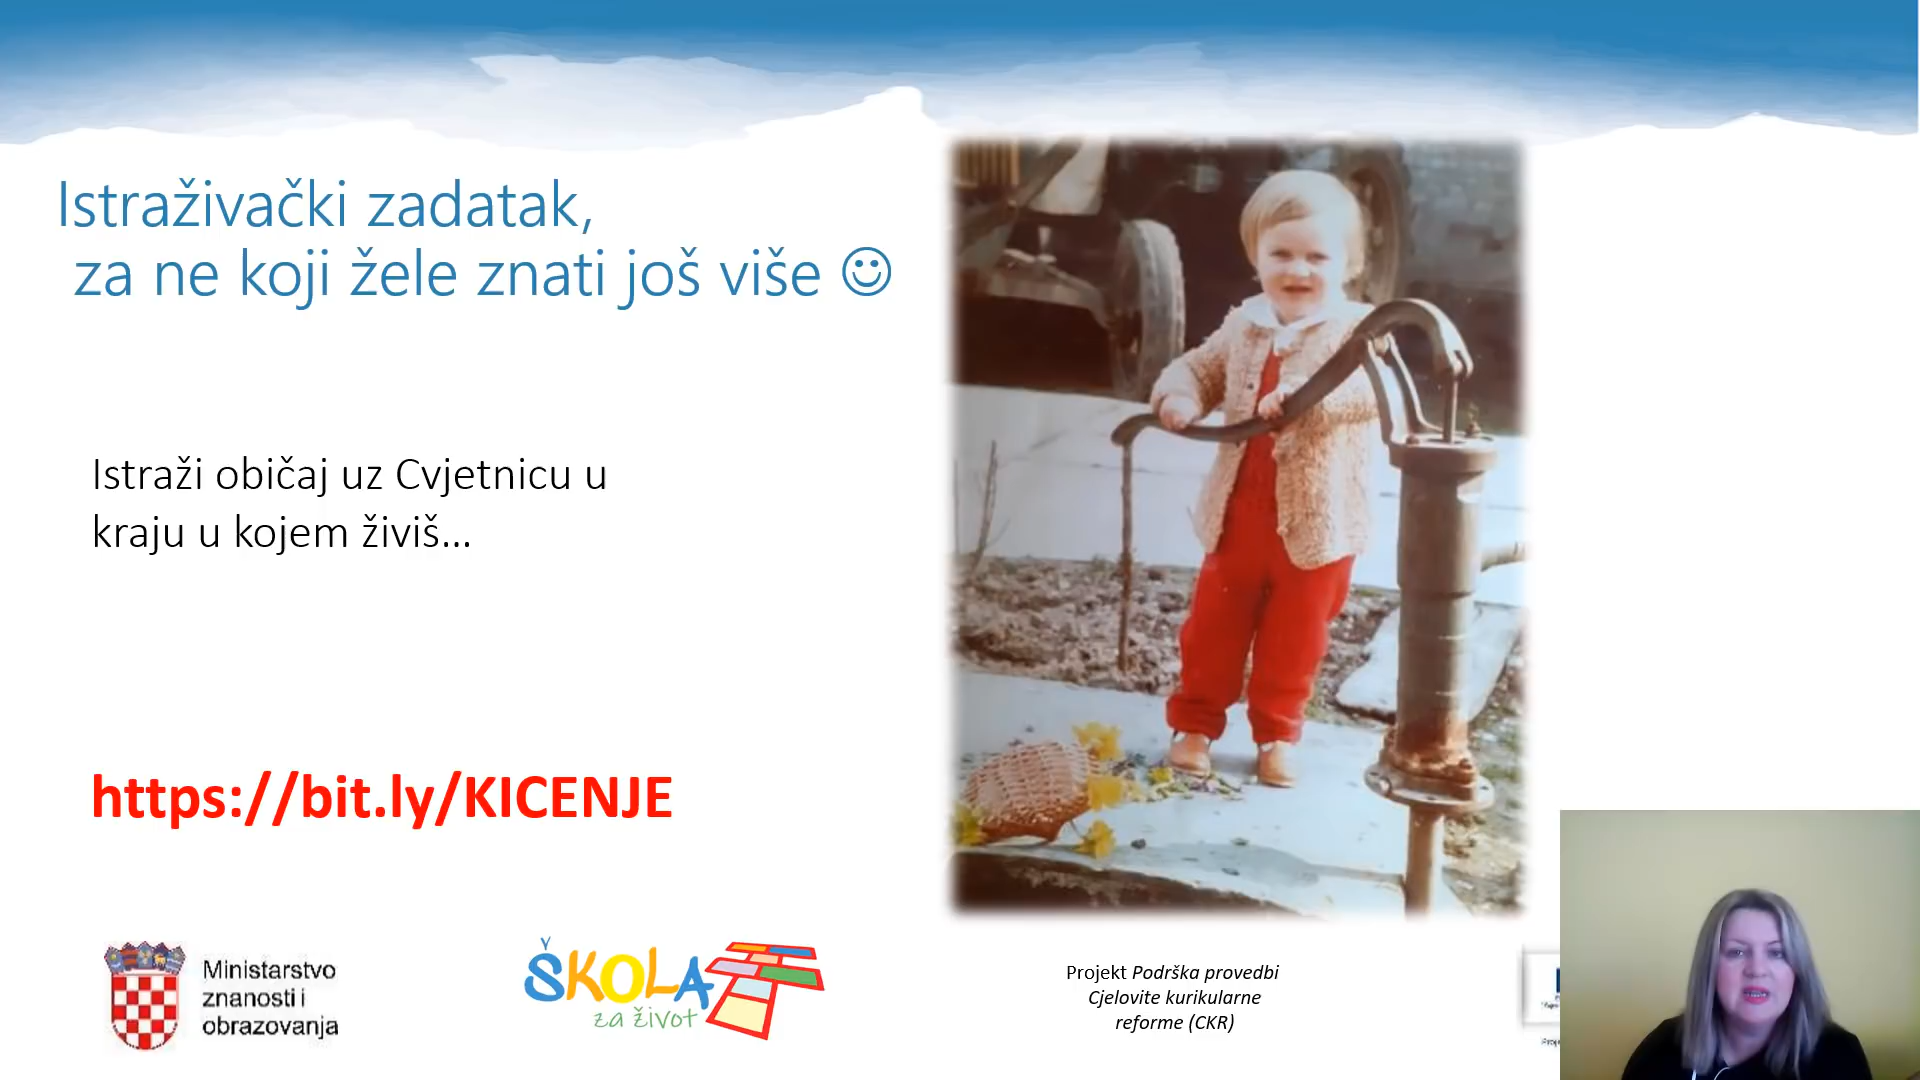 Istraživački zadatak,
za ne koji žele znati još više ☺
Istraži običaj uz Cvjetnicu u
kraju u kojem živiš...
https://bit.ly/KICENJE
Ministarstvo
znanosti i
obrazovanja
ŠKOLA
za život
Projekt Podrška provedbi
Cjelovite kurikularne
reforme (CKR)